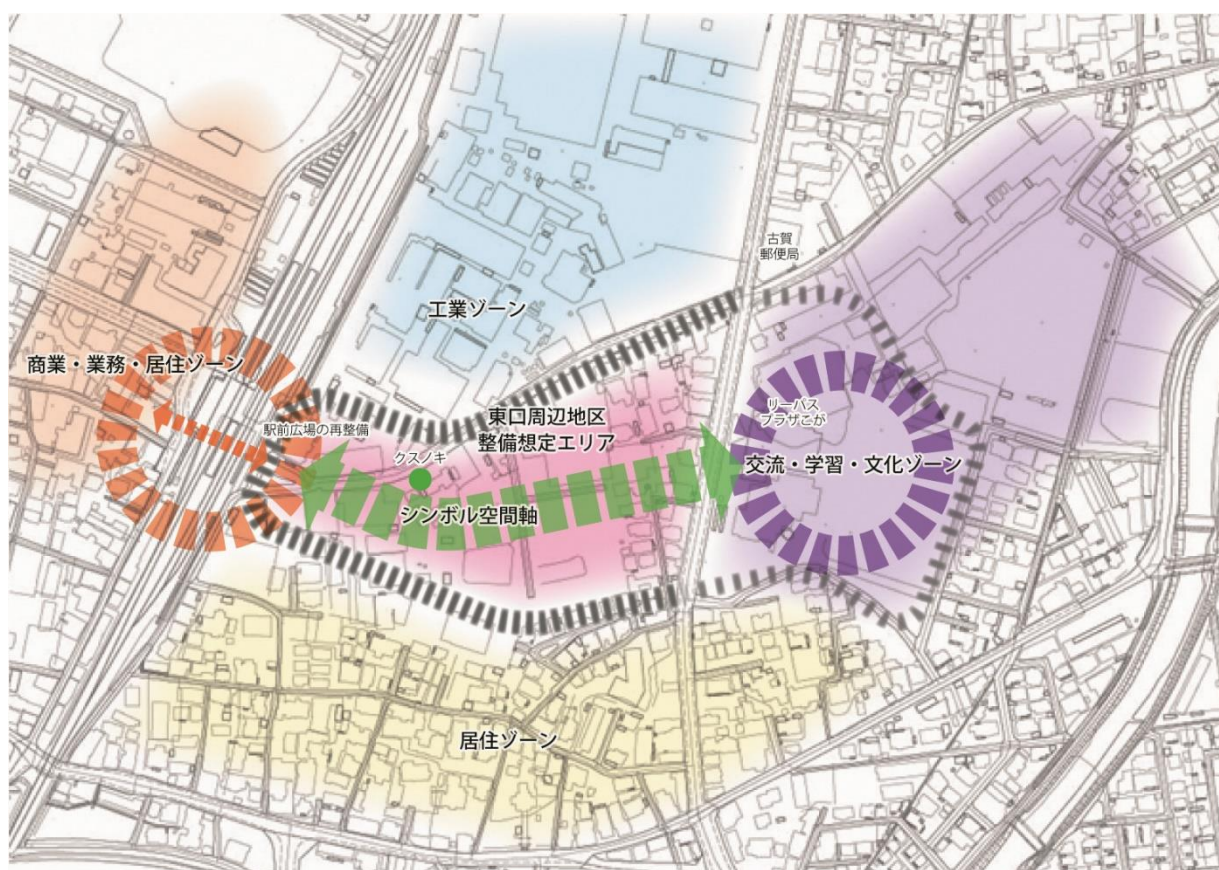 古賀
郵便局
工業ゾーン
商業・業務・居住ゾーン
駅前広場の再整備
東口周辺地区
整備想定エリア
リーパス
プラザこが
クスノキ
交流・学習・文化ゾーン
シンボル空間軸
居住ゾーン